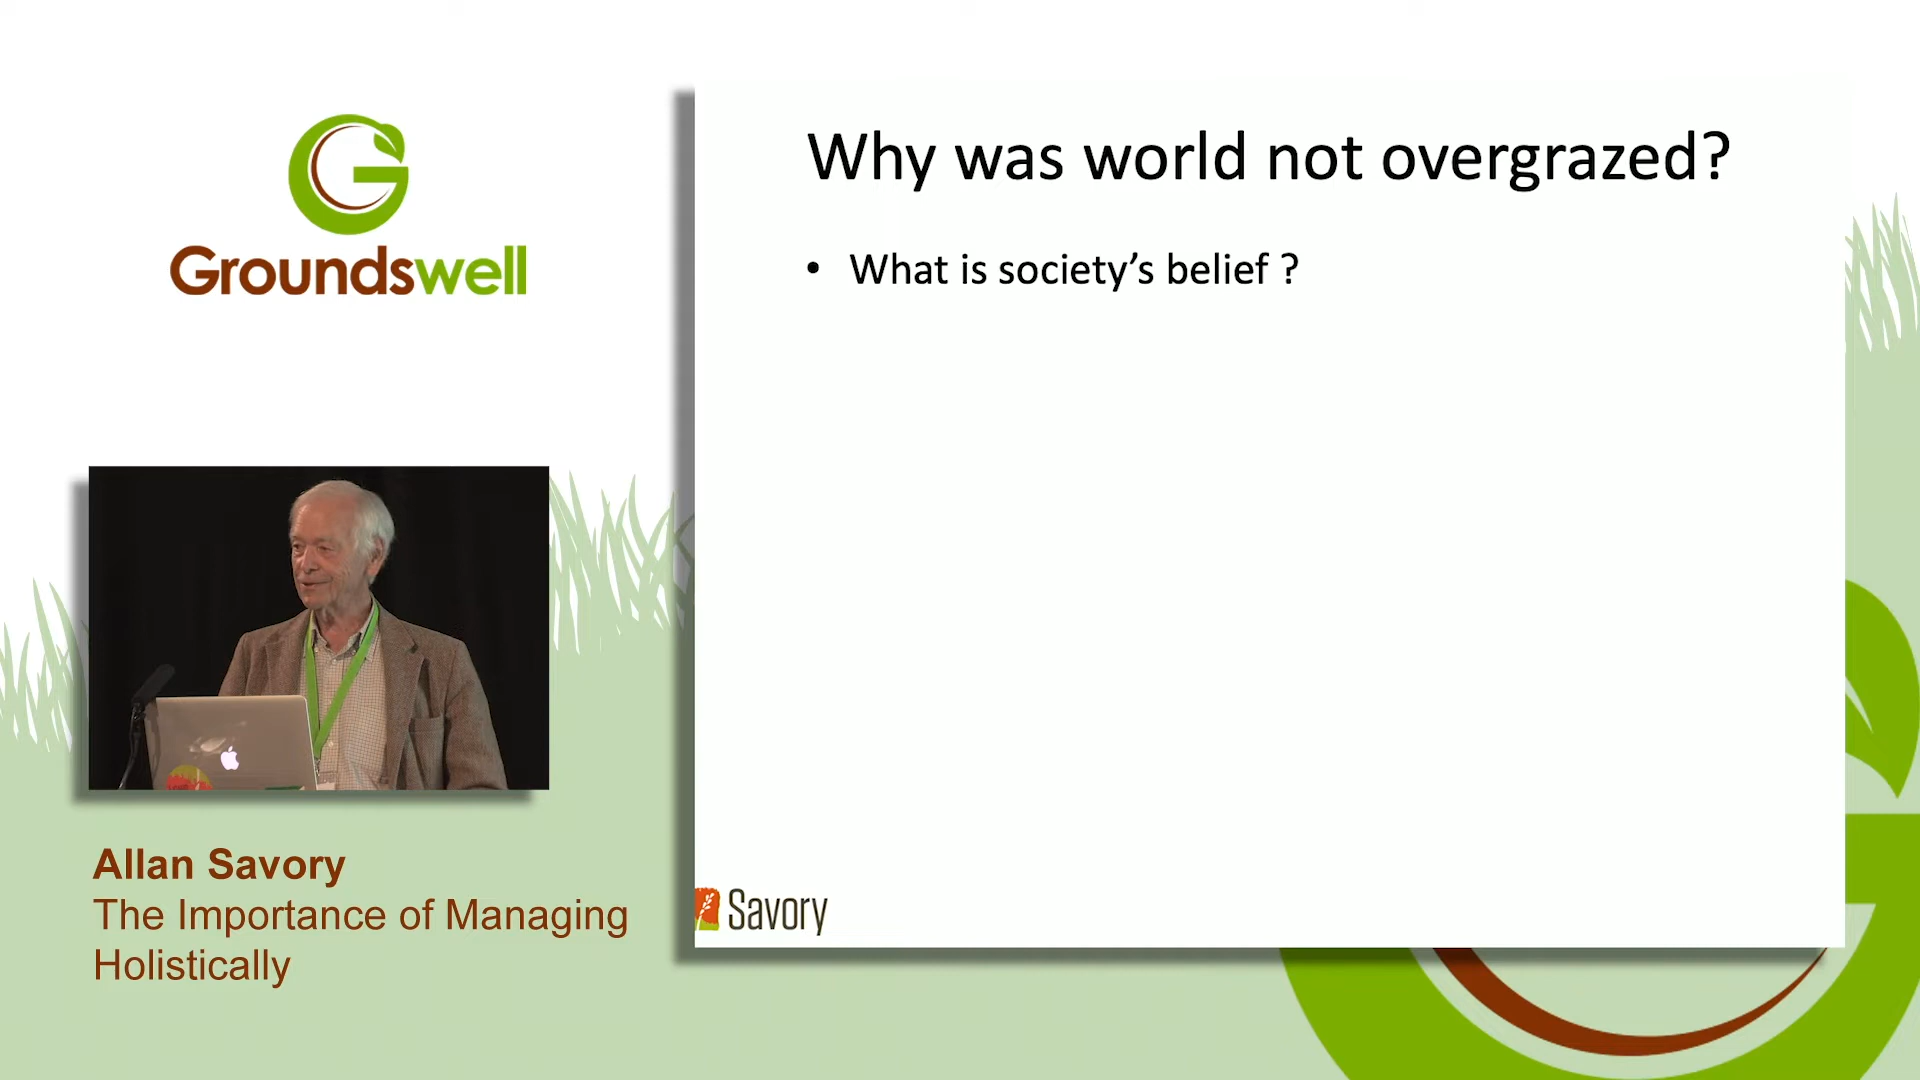 Groundswell
Why was world not overgrazed?
• What is society’s belief ?
Savory
Allan Savory
The Importance of Managing
Holistically